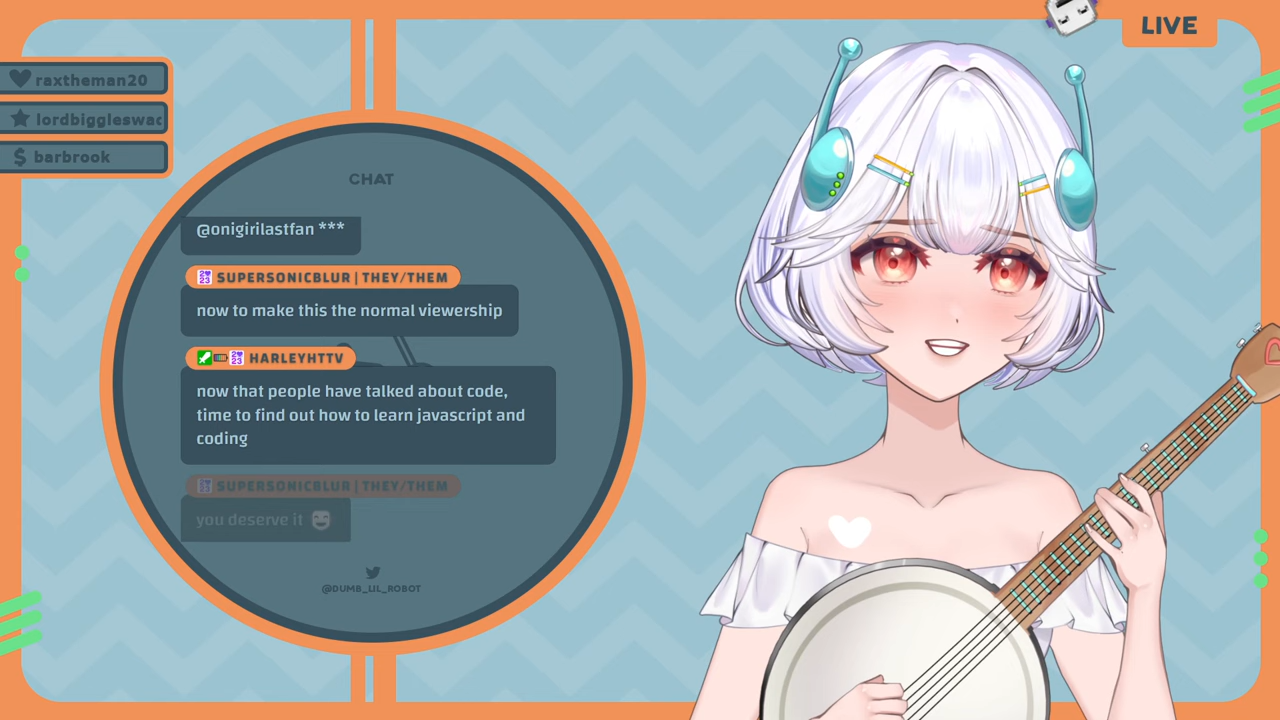 LIVE
raxtheman20
lordbiggleswad
$ barbrook
CHAT
@onigirilastfan ***
SUPERSONICBLUR | THEY/THEM
now to make this the normal viewership
HARLEYHTTV
now that people have talked about code,
time to find out how to learn javascript and
coding
SUPERSONICBLUR | THEY/THEM
you deserve it
@DUMB_LIL_ROBOT